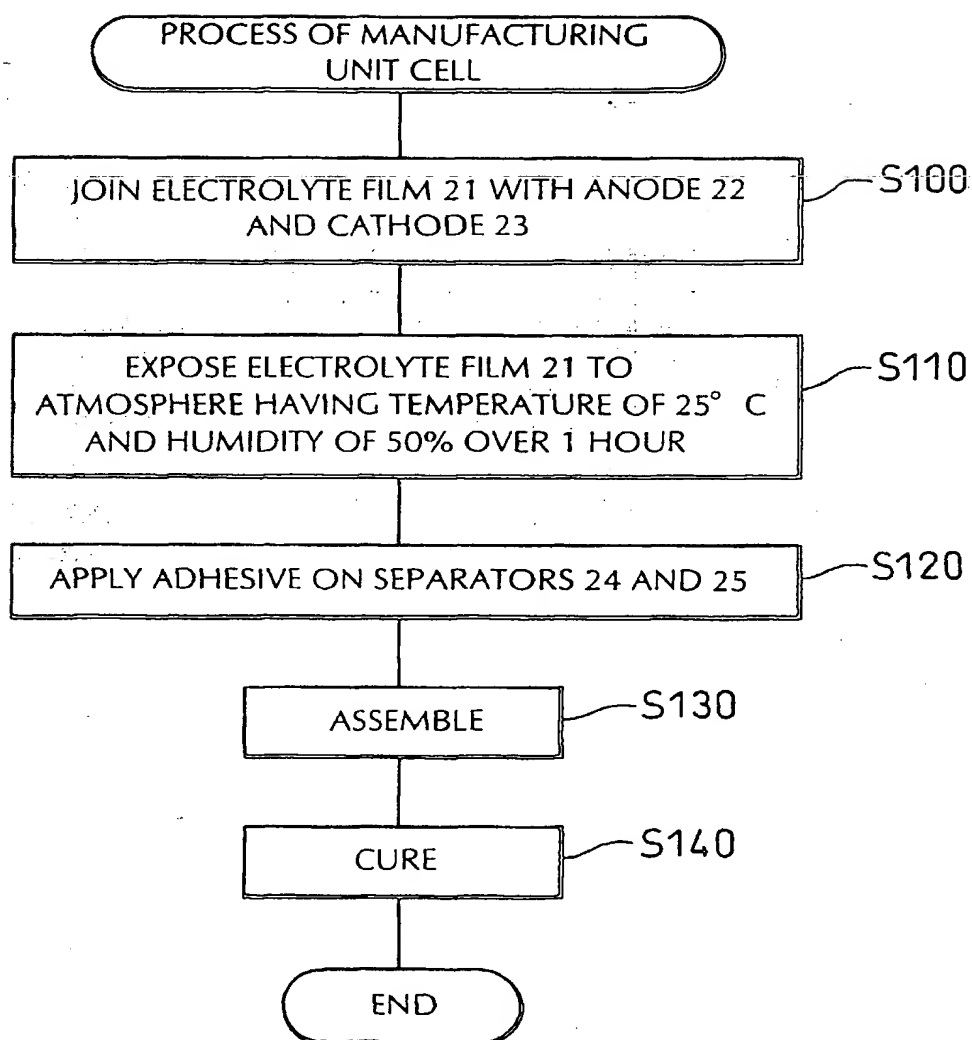 PROCESS OF MANUFACTURING
UNIT CELL
JOIN ELECTROLYTE FILM 21 WITH ANODE 22
AND CATHODE 23
S100
EXPOSE ELECTROLYTE FILM 21 TO
ATMOSPHERE HAVING TEMPERATURE OF 25° C
AND HUMIDITY OF 50% OVER 1 HOUR
S110
APPLY ADHESIVE ON SEPARATORS 24 AND 25
S120
ASSEMBLE
S130
CURE
S140
END